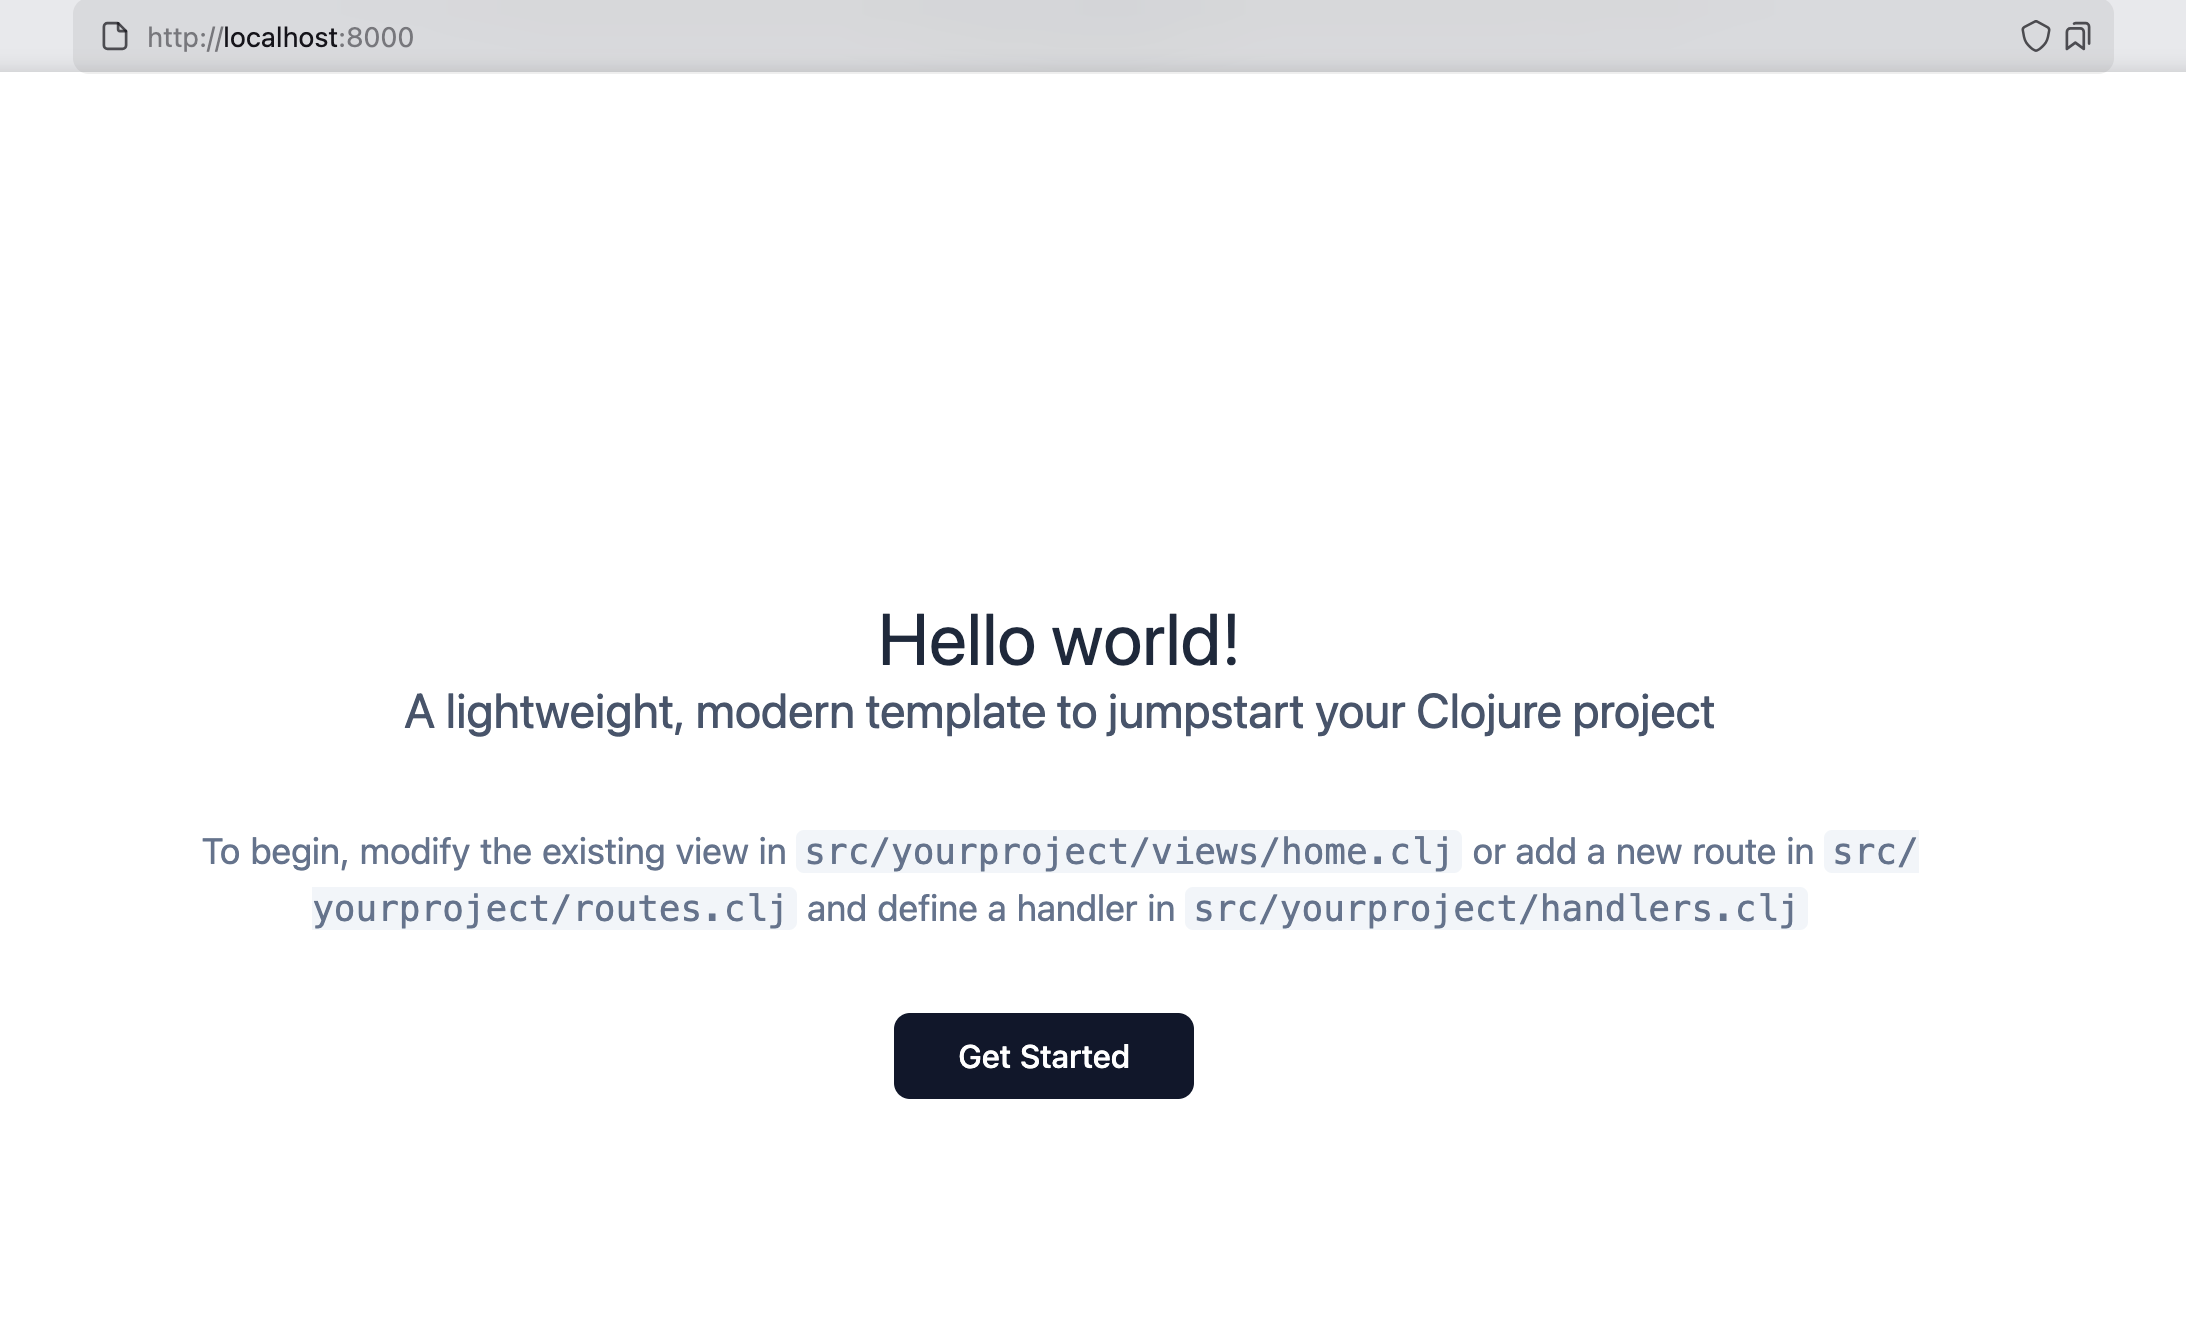 http://localhost:8000
Hello world!
A lightweight, modern template to jumpstart your Clojure project
To begin, modify the existing view in src/yourproject/views/home.clj or add a new route in src/
yourproject/routes.clj and define a handler in src/yourproject/handlers.clj
Get Started